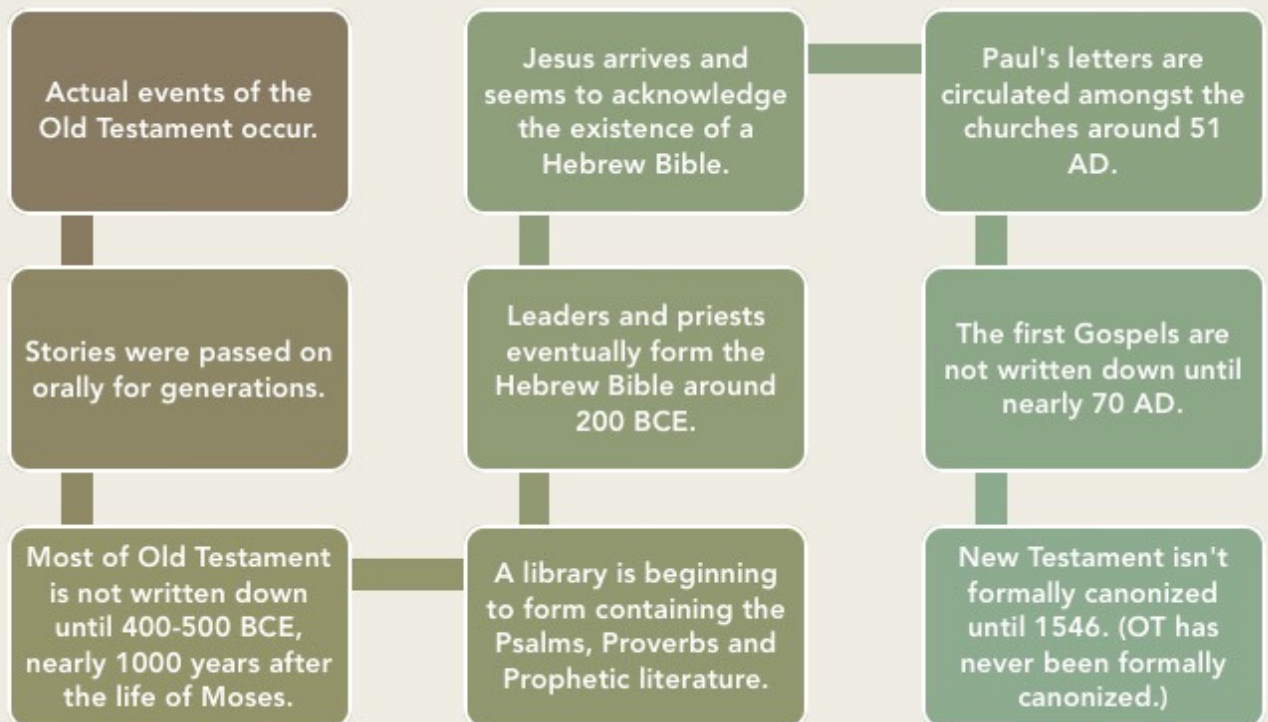 Actual events of the
Old Testament occur.
Stories were passed on
orally for generations.
Most of Old Testament
is not written down
until 400-500 BCE,
nearly 1000 years after
the life of Moses.
A library is beginning
to form containing the
Psalms, Proverbs and
Prophetic literature.
Leaders and priests
eventually form the
Hebrew Bible around
200 BCE.
Jesus arrives and
seems to acknowledge
the existence of a
Hebrew Bible.
Paul's letters are
circulated amongst the
churches around 51
AD.
The first Gospels are
not written down until
nearly 70 AD.
New Testament isn't
formally canonized
until 1546. (OT has
never been formally
canonized.)